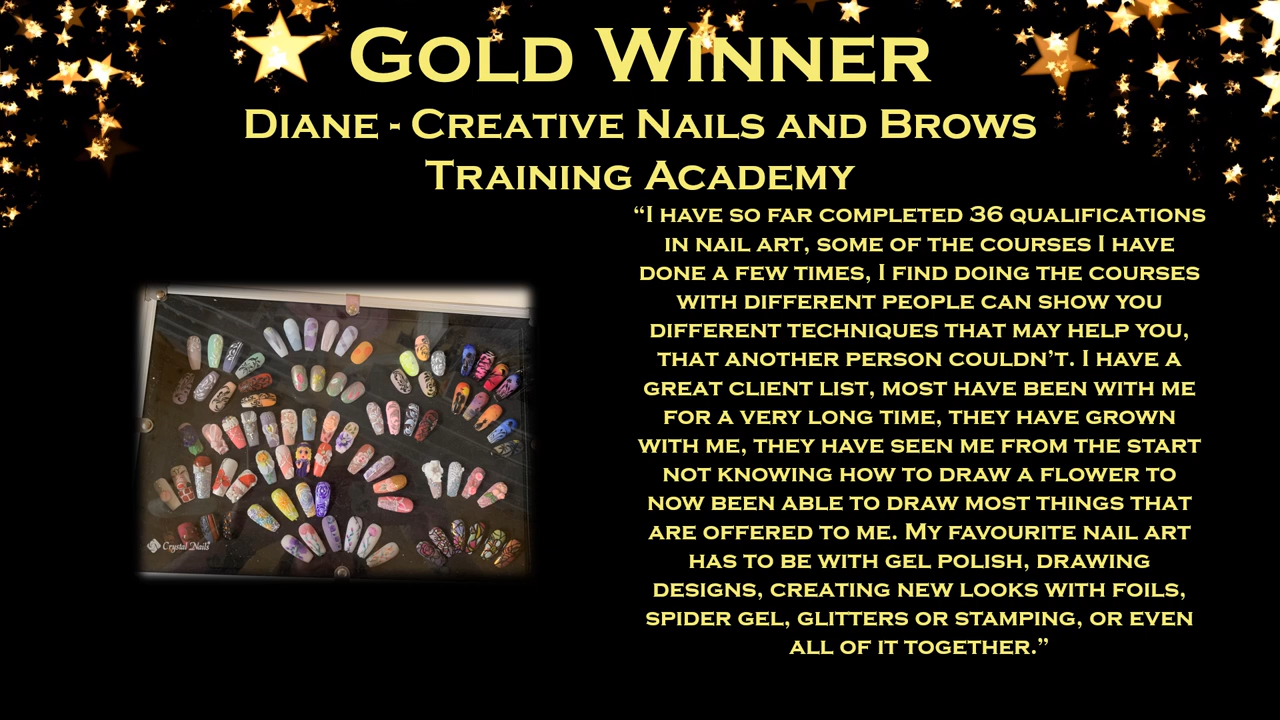 Gold Winner
Diane - Creative Nails and Brows
Training Academy
"I have so far completed 36 qualifications
in nail art, some of the courses I have
done a few times, I find doing the courses
with different people can show you
different techniques that may help you,
that another person couldn't. I have a
great client list, most have been with me
for a very long time, they have grown
with me, they have seen me from the start
not knowing how to draw a flower to
now been able to draw most things that
are offered to me. My favourite nail art
has to be with gel polish, drawing
designs, creating new looks with foils,
spider gel, glitters or stamping, or even
all of it together."
Crystal Nails